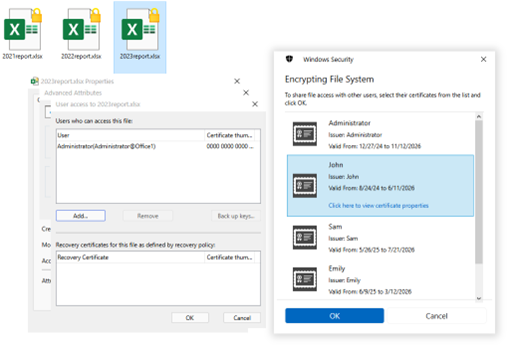 2021report.xlsx
2022report.xlsx
2023report.xlsx
2023report.xlsx Properties
Advanced Attributes
User access to 2023report.xlsx
Users who can access this file:
User
Certificate thum...
Administrator(Administrator@Office1)
0000 0000 0000 ...
Add...
Remove
Back up keys...
Recovery certificates for this file as defined by recovery policy:
Recovery Certificate
Certificate thum...
Cre
Mo
Acc
Attr
OK
Cancel
Windows Security
Encrypting File System
To share file access with other users, select their certificates from the list and
click OK.
Administrator
Issuer: Administrator
Valid From: 12/27/24 to 11/12/2026
John
Issuer: John
Valid From: 8/24/24 to 6/11/2026
Click here to view certificate properties
Sam
Issuer: Sam
Valid From: 5/26/25 to 7/21/2026
Emily
Issuer: Emily
Valid From: 6/9/25 to 3/12/2026
OK
Cancel